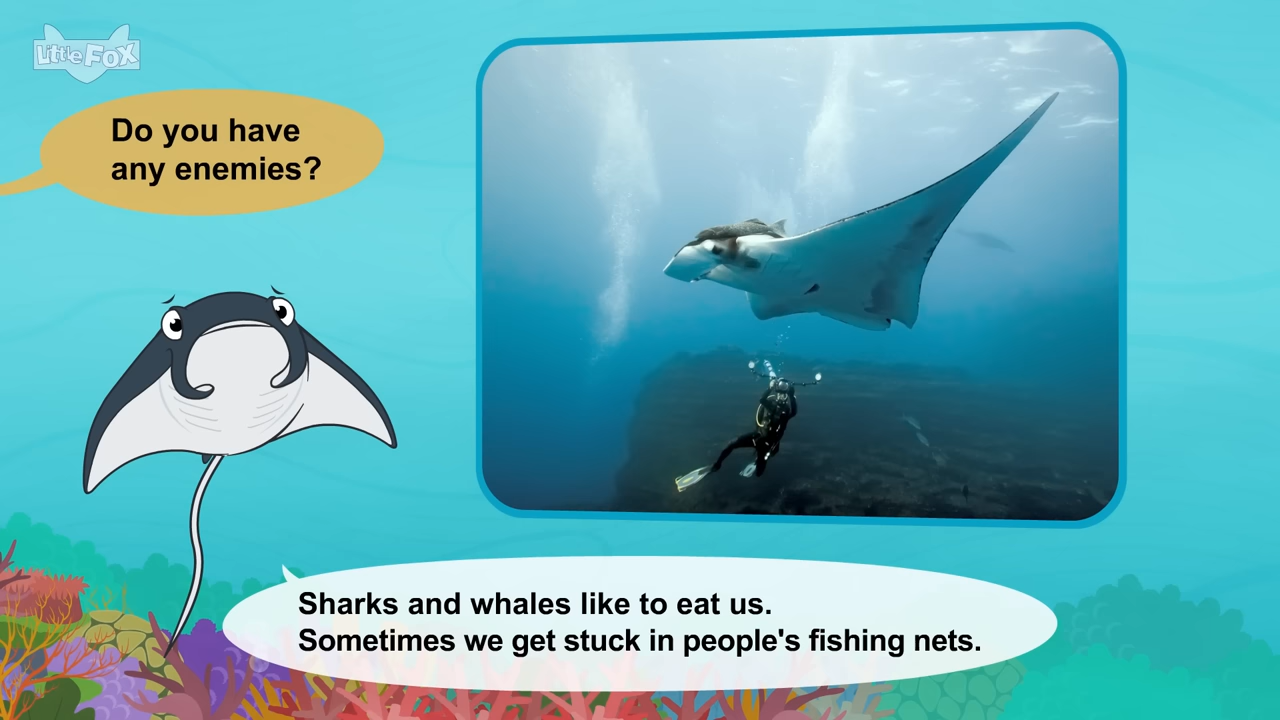 Little Fox
Do you have
any enemies?
Sharks and whales like to eat us.
Sometimes we get stuck in people's fishing nets.